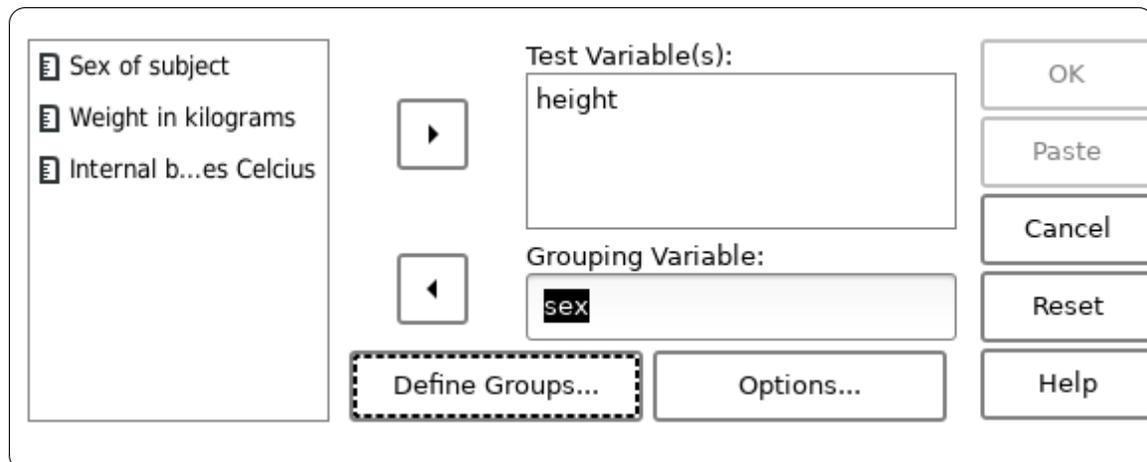 Sex of subject
Weight in kilograms
Internal b...es Celcius
Test Variable(s):
height
Grouping Variable:
sex
Define Groups...
Options...
OK
Paste
Cancel
Reset
Help